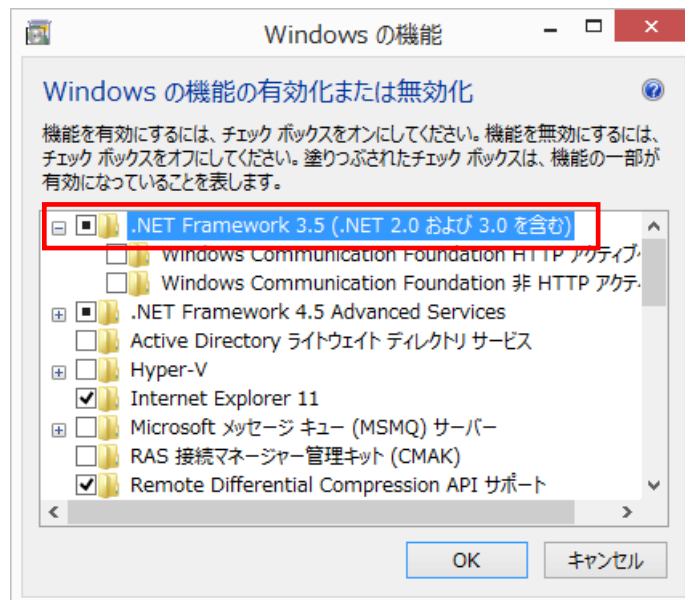 Windows の機能
Windows の機能の有効化または無効化
機能を有効にするには、チェック ボックスをオンにしてください。機能を無効にするには、
チェック ボックスをオフにしてください。塗りつぶされたチェック ボックスは、機能の一部が
有効になっていることを表します。
.NET Framework 3.5 (.NET 2.0 および 3.0 を含む)
Windows Communication Foundation HTTP アクティブ
Windows Communication Foundation 非 HTTP アクテ
.NET Framework 4.5 Advanced Services
Active Directory ライトウェイト ディレクトリ サービス
Hyper-V
Internet Explorer 11
Microsoft メッセージ キュー (MSMQ) サーバー
RAS 接続マネージャー管理キット (CMAK)
Remote Differential Compression API サポート
OK キャンセル